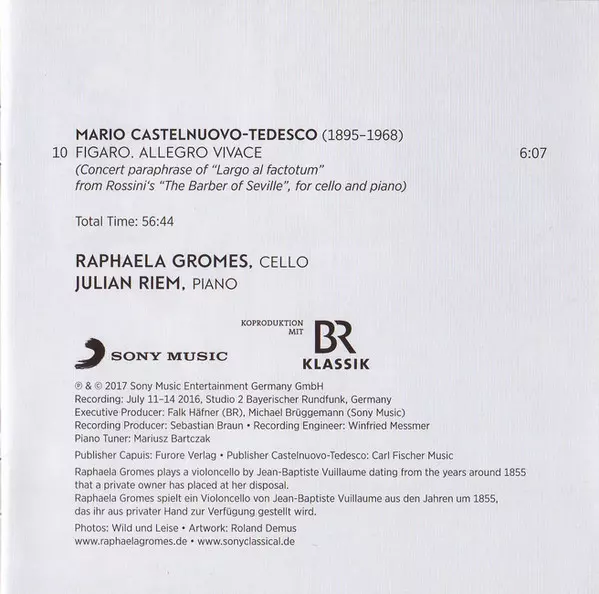 MARIO CASTELNUOVO-TEDESCO (1895–1968)
10 FIGARO. ALLEGRO VIVACE 6:07
(Concert paraphrase of “Largo al factotum”
from Rossini‘s “The Barber of Seville”, for cello and piano)
Total Time: 56:44
RAPHAELA GROMES, CELLO
JULIAN RIEM, PIANO
SONY MUSIC
KOPRODUKTION
MIT
BR
KLASSIK
℗ & © 2017 Sony Music Entertainment Germany GmbH
Recording: July 11–14 2016, Studio 2 Bayerischer Rundfunk, Germany
Executive Producer: Falk Häfner (BR), Michael Brüggemann (Sony Music)
Recording Producer: Sebastian Braun • Recording Engineer: Winfried Messmer
Piano Tuner: Mariusz Bartczak
Publisher Capuis: Furore Verlag • Publisher Castelnuovo-Tedesco: Carl Fischer Music
Raphaela Gromes plays a violoncello by Jean-Baptiste Vuillaume dating from the years around 1855
that a private owner has placed at her disposal.
Raphaela Gromes spielt ein Violoncello von Jean-Baptiste Vuillaume aus den Jahren um 1855,
das ihr aus privater Hand zur Verfügung gestellt wird.
Photos: Wild und Leise • Artwork: Roland Demus
www.raphaelagromes.de • www.sonyclassical.de